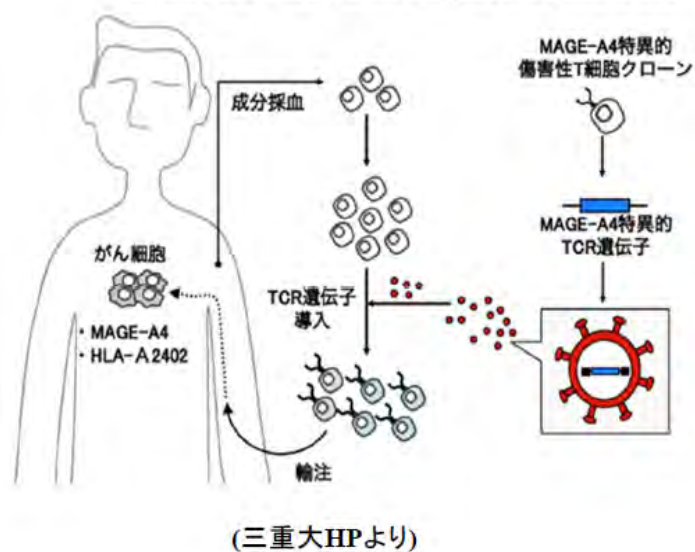 MAGE-A4特異的
傷害性T細胞クローン
成分採血
MAGE-A4特異的
TCR遺伝子
がん細胞
・MAGE-A4
・HLA-A2402
TCR遺伝子
導入
輸注
(三重大HPより)